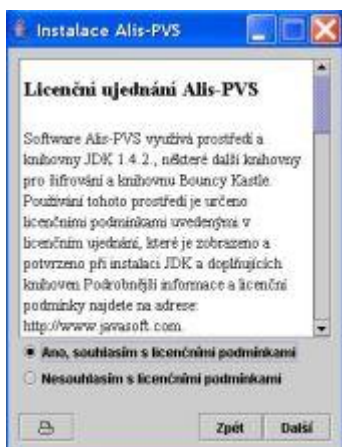 Instalace Alis-PVS
Licenční ujednání Alis-PVS
Software Alis-PVS využívá prostředí a
knihovny JDK 1.4.2., některé další knihovny
pro šifrování a knihovnu Bouncy Kastle.
Používání tohoto prostředí je určeno
licenčními podmínkami uvedenými v
licenčním ujednání, které je zobrazeno a
potvrzeno při instalaci JDK a doplňujících
knihoven Podrobnější informace a licenční
podmínky najdete na adrese:
http://www.javasoft.com.
Ano, souhlasím s licenčními podmínkami
Nesouhlasím s licenčními podmínkami
Zpět
Další